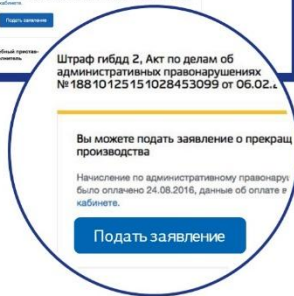 кабинете.
Подать заявление
Штраф гибдд 2, Акт по делам об
административных правонарушениях
№18810125151028453099 от 06.02.
Вы можете подать заявление о прекращ
производства
Начисление по административному правонару
было оплачено 24.08.2016, данные об оплате в
кабинете.
Подать заявление